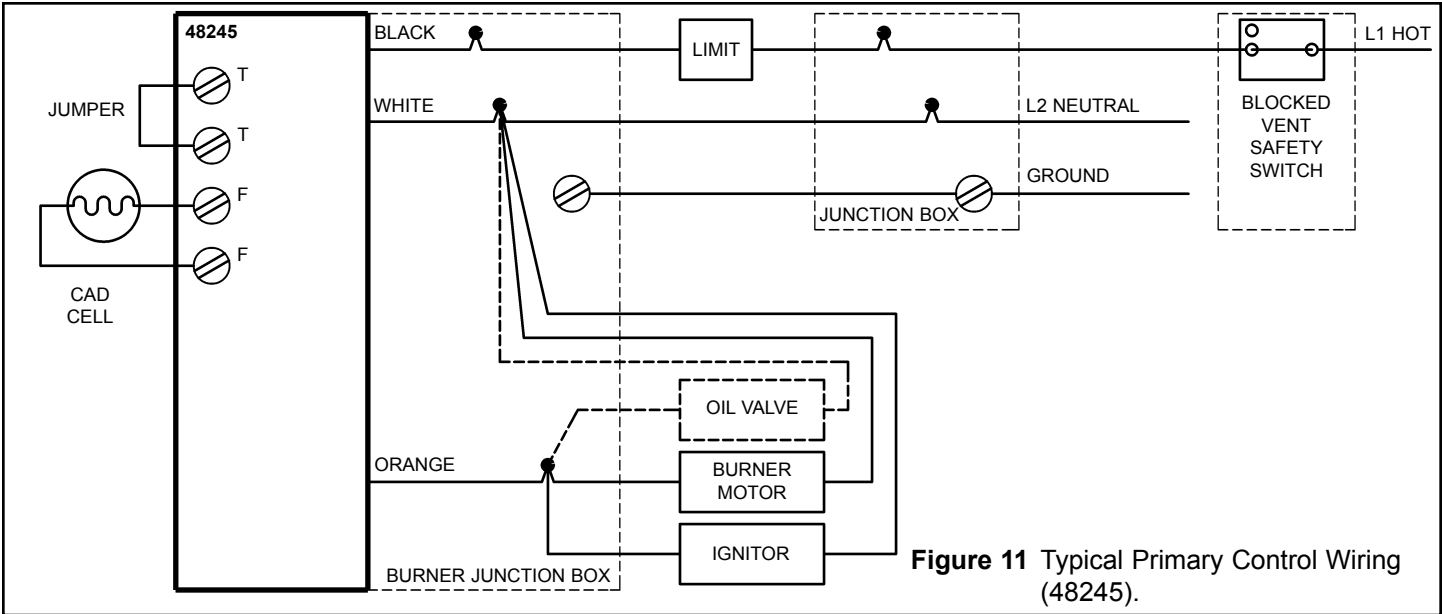 48245
BLACK
LIMIT
L1 HOT
T
JUMPER
T
WHITE
L2 NEUTRAL
BLOCKED
VENT
SAFETY
SWITCH
F
GROUND
JUNCTION BOX
F
CAD
CELL
OIL VALVE
ORANGE
BURNER
MOTOR
IGNITOR
BURNER JUNCTION BOX
Figure 11 Typical Primary Control Wiring
(48245).